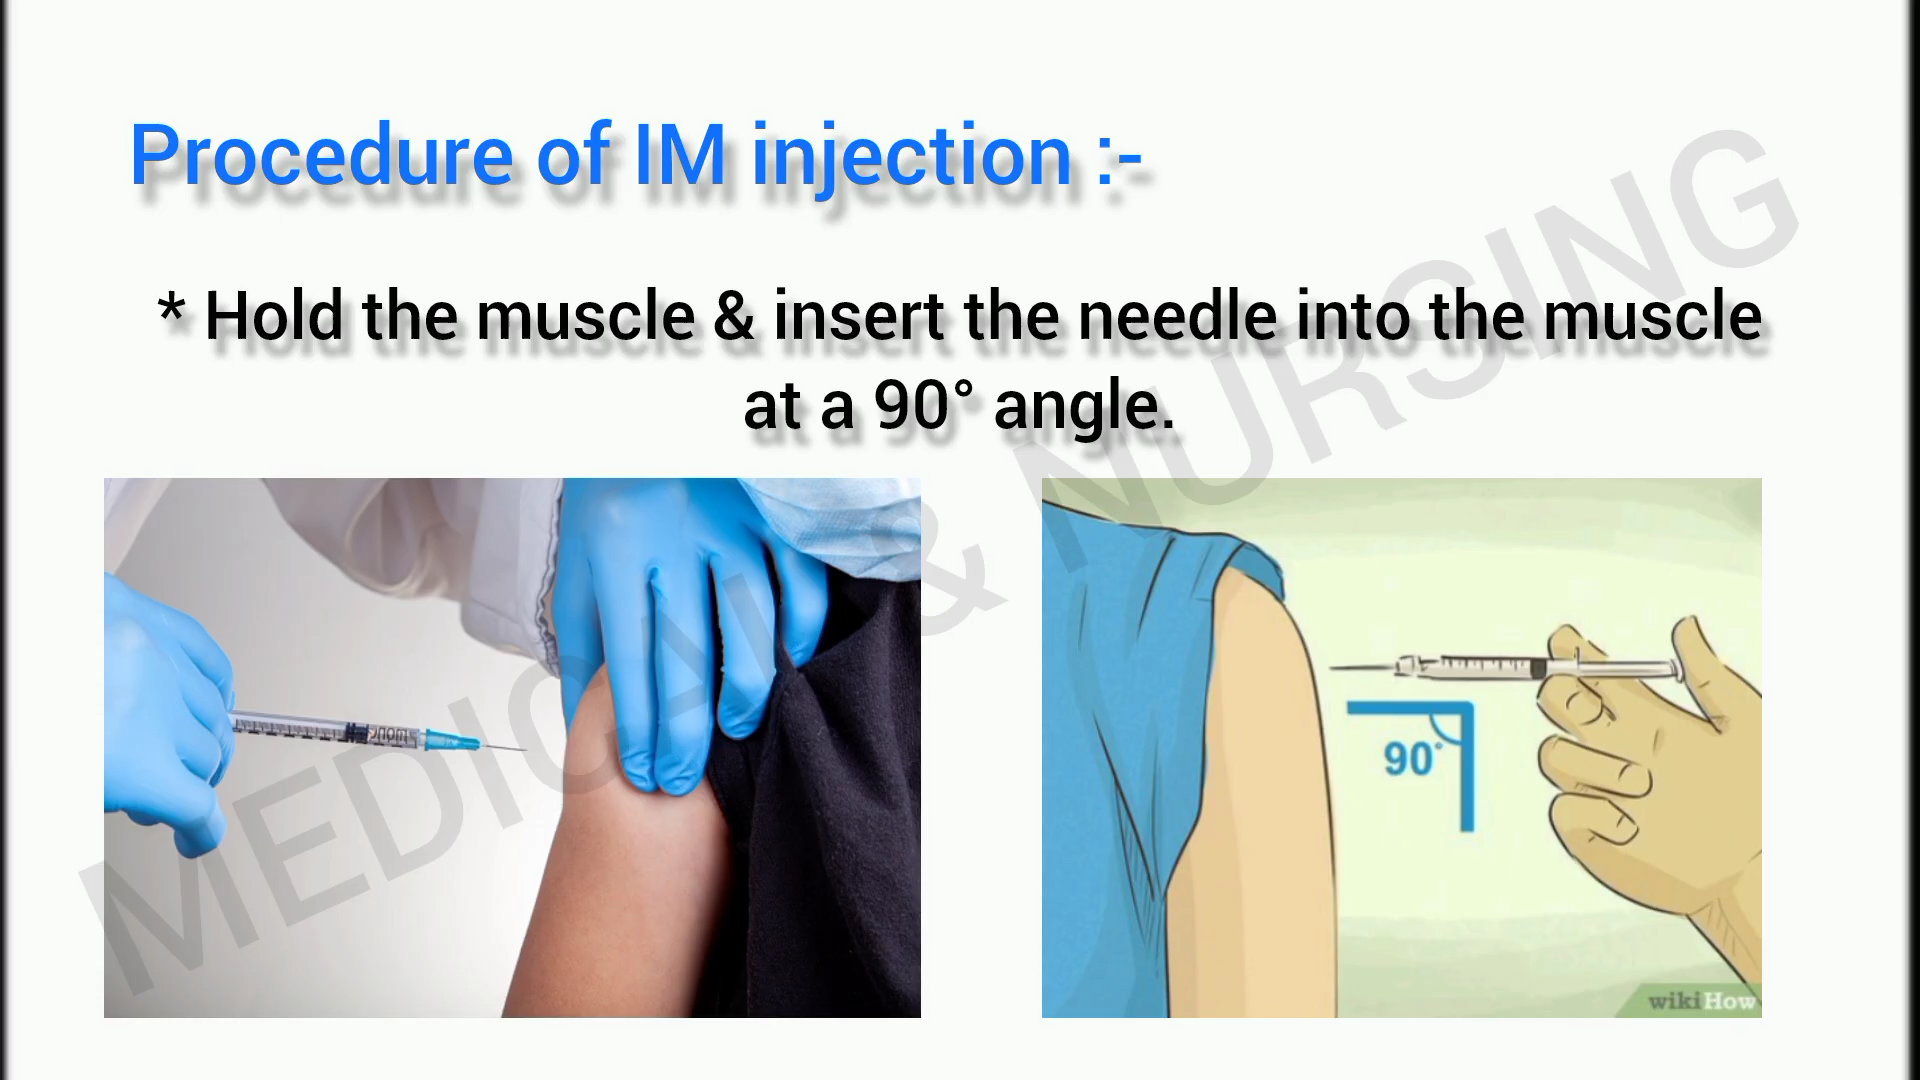 Procedure of IM injection :-
* Hold the muscle & insert the needle into the muscle
at a 90° angle.
MEDICAL & NURSING
90°
wikiHow